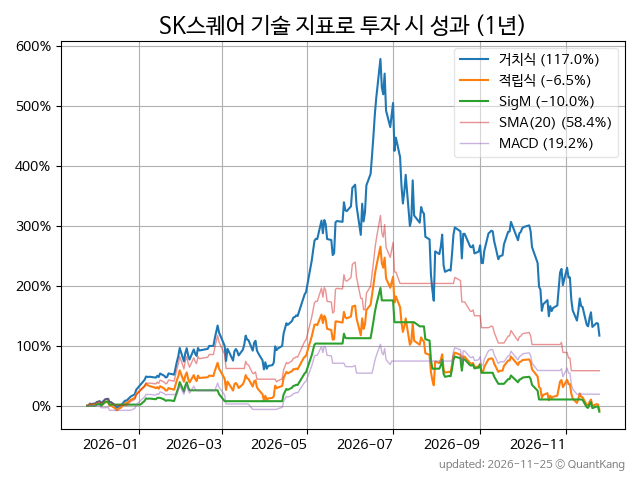 SK스퀘어 기술 지표로 투자 시 성과 (1년)
600%
500%
400%
300%
200%
100%
0%
거치식 (117.0%)
적립식 (-6.5%)
SigM (-10.0%)
SMA(20) (58.4%)
MACD (19.2%)
2026-01 2026-03 2026-05 2026-07 2026-09 2026-11
updated: 2026-11-25 © QuantKang